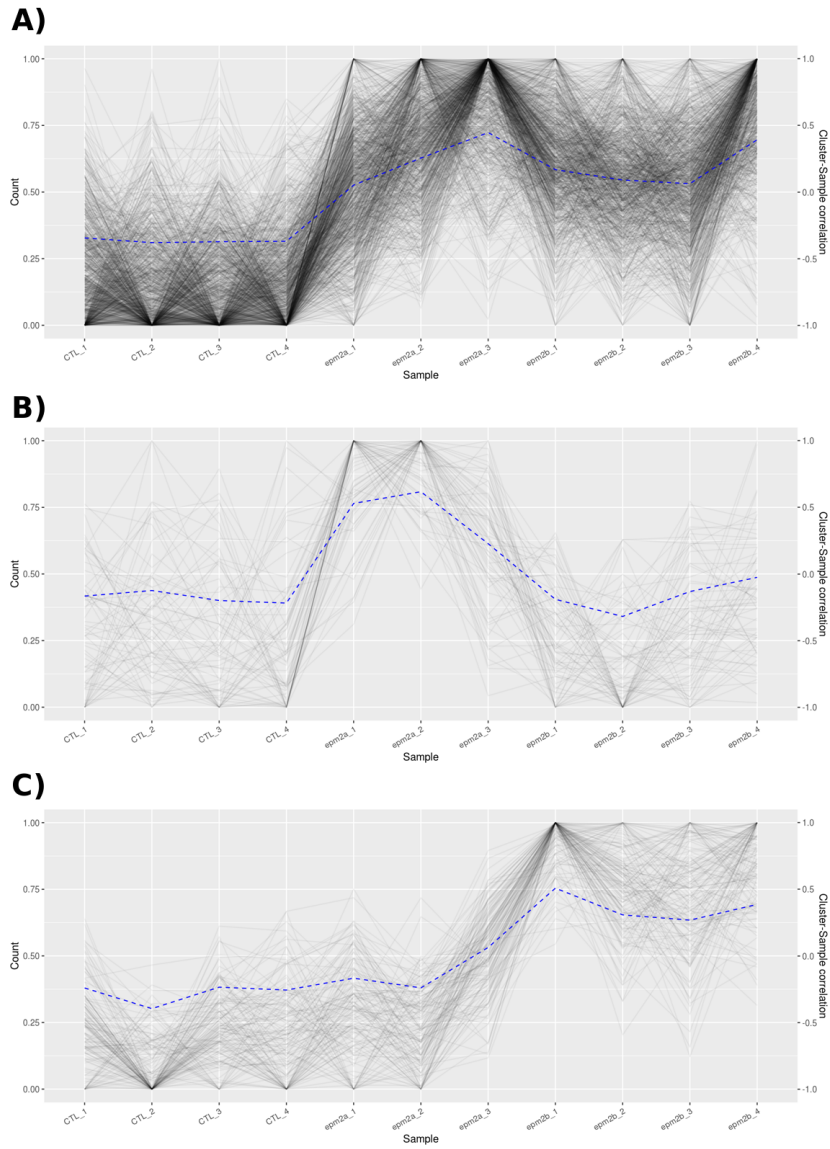 A)
1.00
0.75
0.50
0.25
0.00
Count
1.0
0.5
0.0
-0.5
-1.0
Cluster-Sample correlation
CTL_1
CTL_2
CTL_3
CTL_4
epm2a_1
epm2a_2
epm2a_3
epm2b_1
epm2b_2
epm2b_3
epm2b_4
Sample
B)
1.00
0.75
0.50
0.25
0.00
Count
1.0
0.5
0.0
-0.5
-1.0
Cluster-Sample correlation
CTL_1
CTL_2
CTL_3
CTL_4
epm2a_1
epm2a_2
epm2a_3
epm2b_1
epm2b_2
epm2b_3
epm2b_4
Sample
C)
1.00
0.75
0.50
0.25
0.00
Count
1.0
0.5
0.0
-0.5
-1.0
Cluster-Sample correlation
CTL_1
CTL_2
CTL_3
CTL_4
epm2a_1
epm2a_2
epm2a_3
epm2b_1
epm2b_2
epm2b_3
epm2b_4
Sample